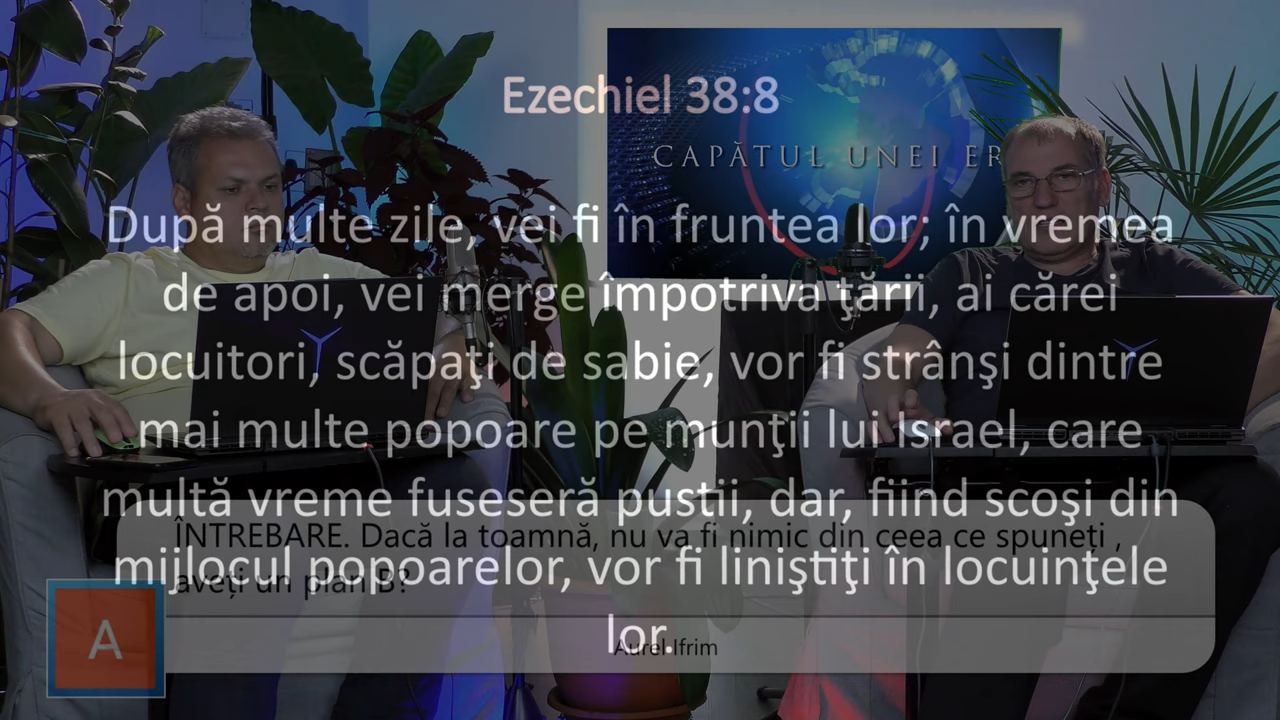 Ezechiel 38:8
CAPĂTUL UNEI ER
După multe zile, vei fi în fruntea lor; în vremea
de apoi, vei merge împotriva ţării, ai cărei
locuitori, scăpaţi de sabie, vor fi strânşi dintre
mai multe popoare pe munţii lui Israel, care
multă vreme fuseseră pustii, dar, fiind scoşi din
mijlocul popoarelor, vor fi liniştiţi în locuinţele
lor.
ÎNTREBARE. Dacă la toamnă, nu va fi nimic din ceea ce spuneți ,
aveți un plan B?
A
Aurel Ifrim